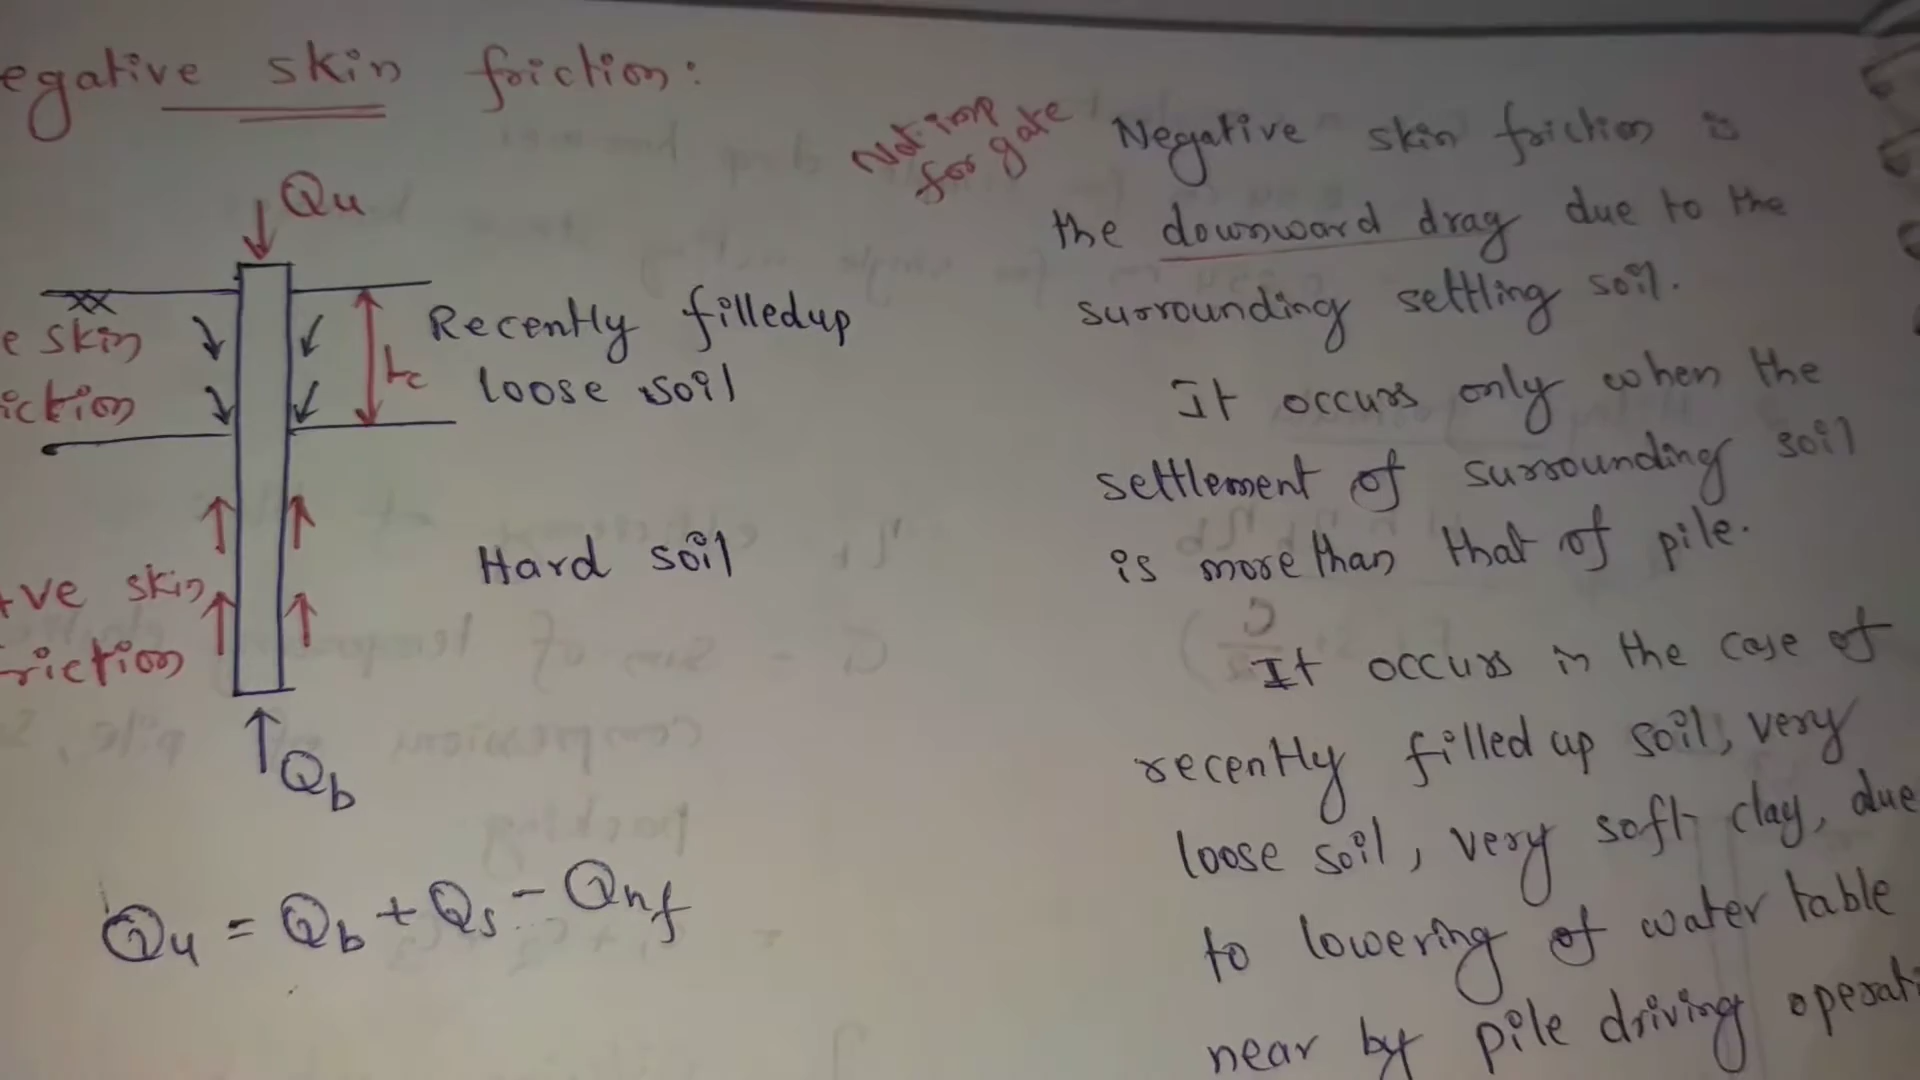 egative skin friction:
Not imp
for gate
Qu
e skin
iction
Recently filledup
loose soil
Lc
Hard soil
+ve skin
riction
Qb
Qu = Qb + Qs - Qnf
Negative skin friction is
the downward drag due to the
surrounding settling soil.
It occurs only when the
settlement of surrounding soil
is more than that of pile.
It occurs in the case of
recently filled up soil, very
loose soil, very soft clay, due
to lowering of water table
near by pile driving operati